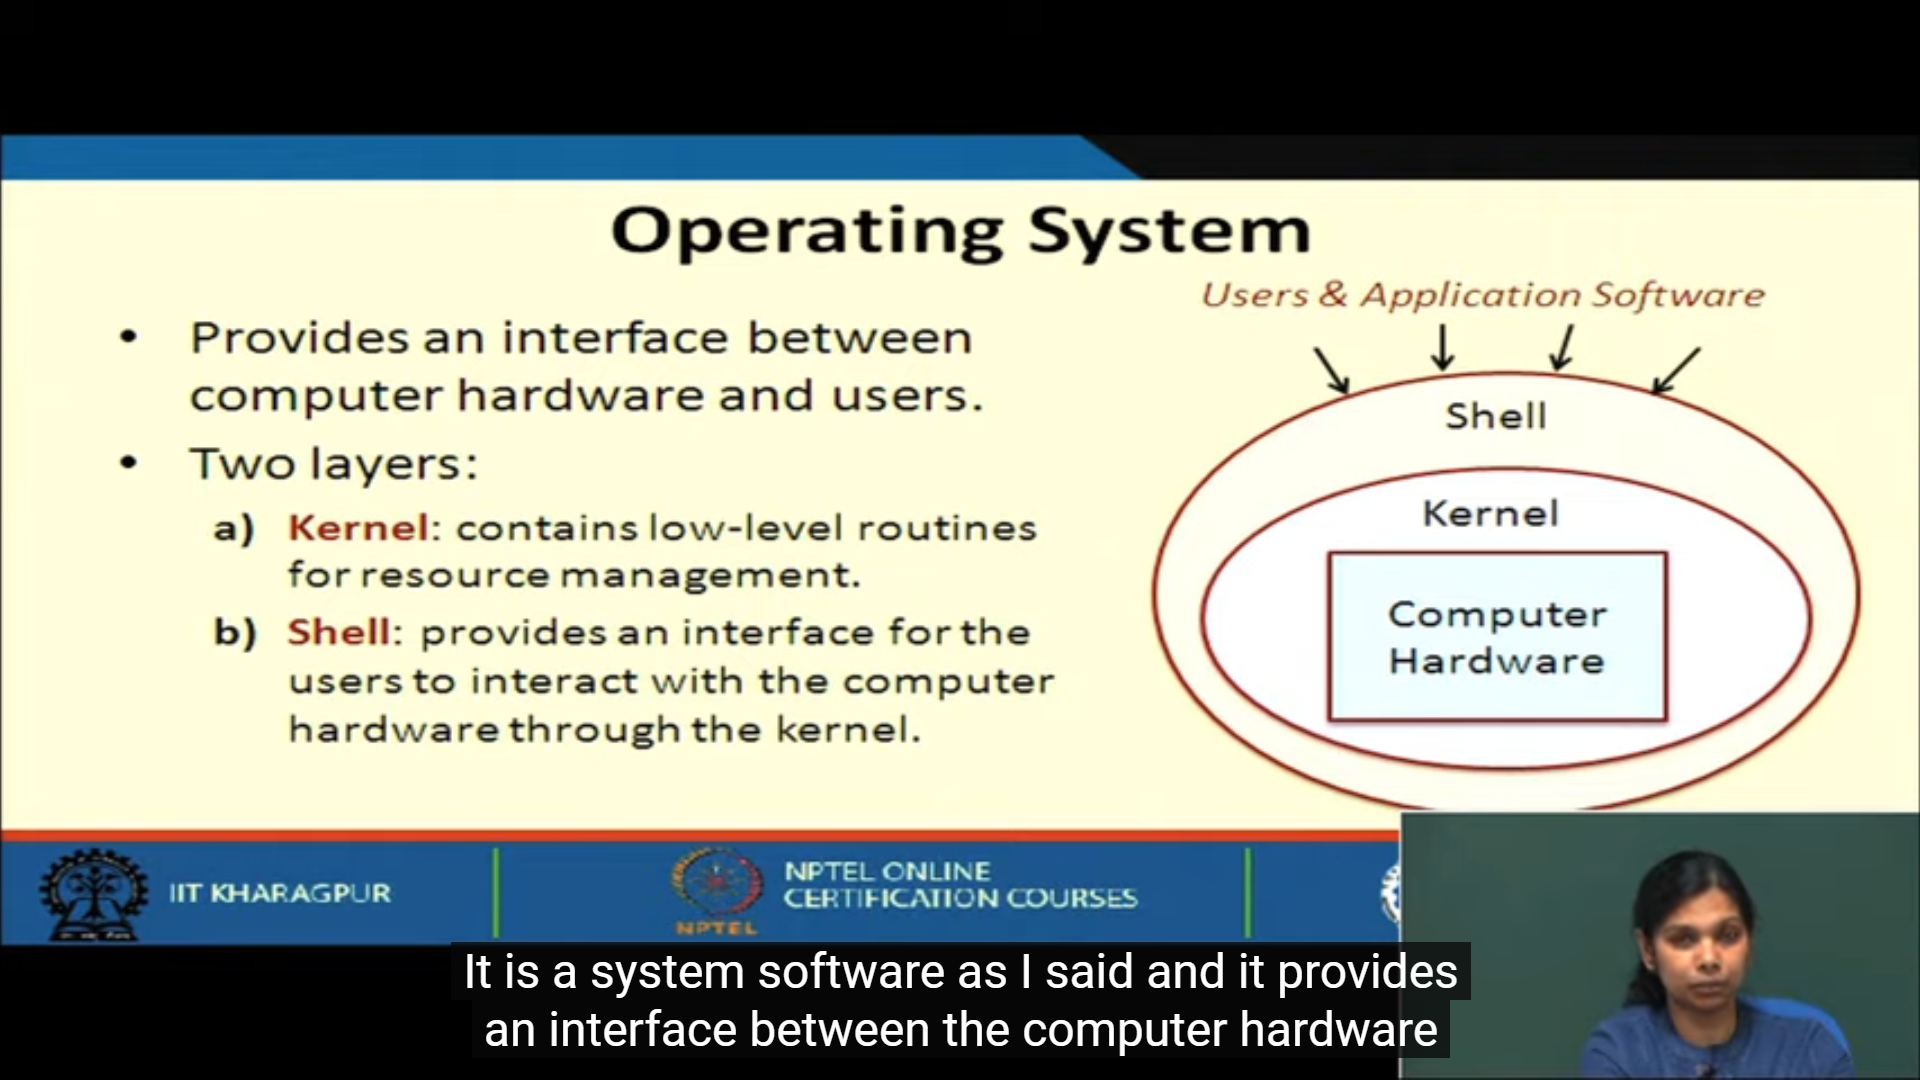 Operating System
• Provides an interface between
computer hardware and users.
• Two layers:
a) Kernel: contains low-level routines
for resource management.
b) Shell: provides an interface for the
users to interact with the computer
hardware through the kernel.
Users & Application Software
Shell
Kernel
Computer
Hardware
IIT KHARAGPUR
NPTEL ONLINE
CERTIFICATION COURSES
NPTEL
It is a system software as I said and it provides
an interface between the computer hardware